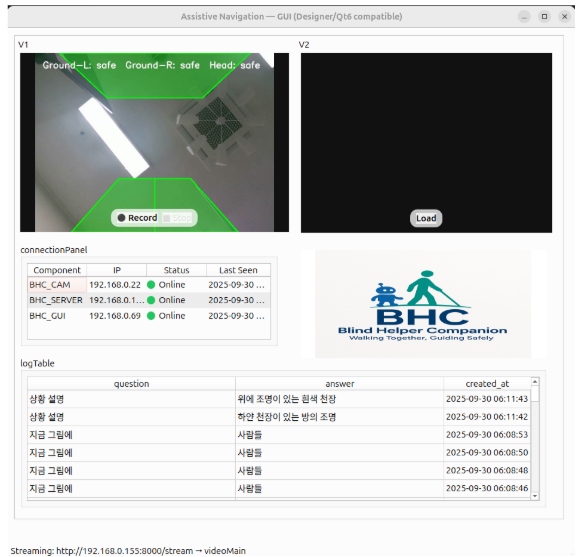 Assistive Navigation — GUI (Designer/Qt6 compatible)
V1
V2
Ground-L: safe Ground-R: safe Head: safe
Record Stop
Load
connectionPanel
Component IP Status Last Seen
BHC_CAM 192.168.0.22 Online 2025-09-30 ...
BHC_SERVER 192.168.0.1... Online 2025-09-30 ...
BHC_GUI 192.168.0.69 Online 2025-09-30 ...
BHC
Blind Helper Companion
Walking Together, Guiding Safely
logTable
question answer created_at
상황 설명 위에 조명이 있는 흰색 천장 2025-09-30 06:11:43
상황 설명 하얀 천장이 있는 방의 조명 2025-09-30 06:11:42
지금 그림에 사람들 2025-09-30 06:08:53
지금 그림에 사람들 2025-09-30 06:08:50
지금 그림에 사람들 2025-09-30 06:08:48
지금 그림에 사람들 2025-09-30 06:08:46
Streaming: http://192.168.0.155:8000/stream → videoMain